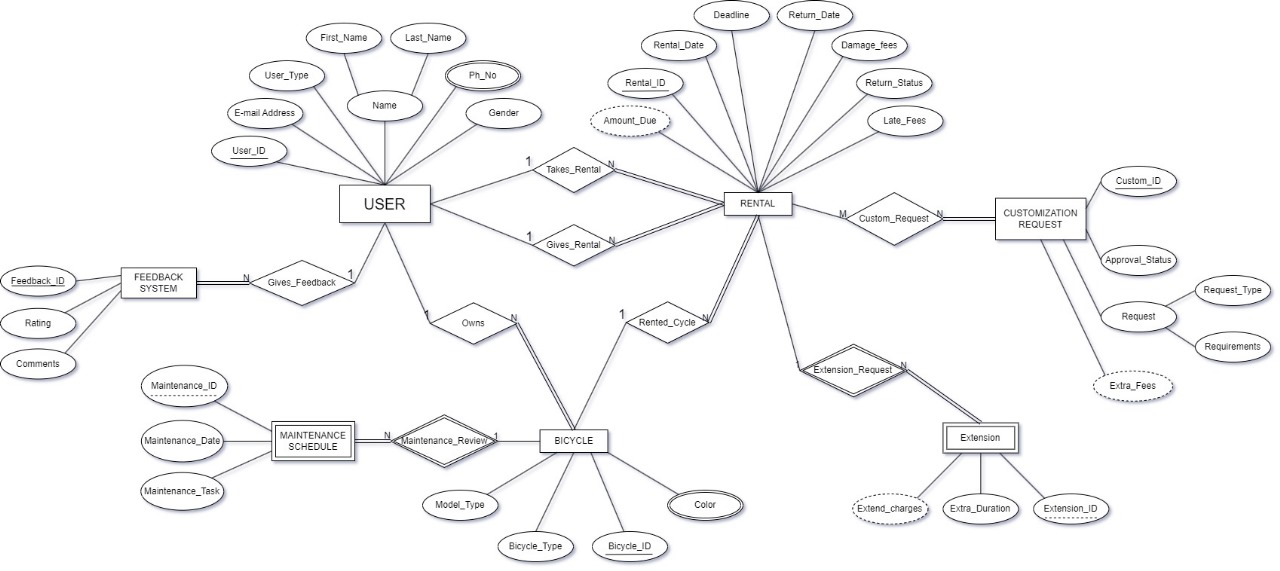 Deadline
Return_Date
First_Name
Last_Name
Rental_Date
Damage_fees
User_Type
Ph_No
Rental_ID
Return_Status
Name
E-mail Address
Gender
Amount_Due
Late_Fees
User_ID
1
Takes_Rental
N
Custom_ID
USER
RENTAL
M
Custom_Request
N
CUSTOMIZATION
REQUEST
1
Gives_Rental
N
Approval_Status
Feedback_ID
FEEDBACK
SYSTEM
N
Gives_Feedback
1
Request_Type
Rating
1
Owns
N
1
Rented_Cycle
N
Request
Requirements
Comments
1
Extension_Request
N
Extra_Fees
Maintenance_ID
Maintenance_Date
MAINTENANCE
SCHEDULE
N
Maintenance_Review
1
BICYCLE
Extension
Maintenance_Task
Model_Type
Color
Extend_charges
Extra_Duration
Extension_ID
Bicycle_Type
Bicycle_ID